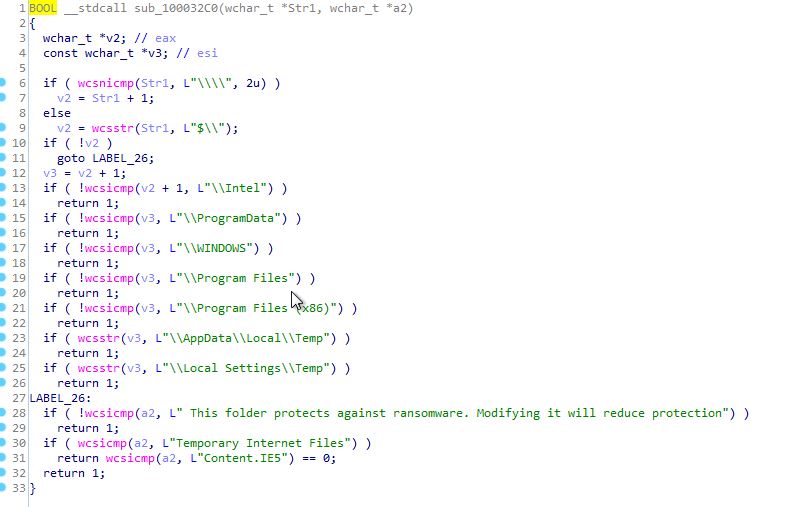 1 BOOL __stdcall sub_100032C0(wchar_t *Str1, wchar_t *a2)
2 {
3 wchar_t *v2; // eax
4 const wchar_t *v3; // esi
5
6 if ( wcsnicmp(Str1, L"\\\\", 2u) )
7 v2 = Str1 + 1;
8 else
9 v2 = wcsstr(Str1, L"$\\");
10 if ( !v2 )
11 goto LABEL_26;
12 v3 = v2 + 1;
13 if ( !wcsicmp(v2 + 1, L"\\Intel") )
14 return 1;
15 if ( !wcsicmp(v3, L"\\ProgramData") )
16 return 1;
17 if ( !wcsicmp(v3, L"\\WINDOWS") )
18 return 1;
19 if ( !wcsicmp(v3, L"\\Program Files") )
20 return 1;
21 if ( !wcsicmp(v3, L"\\Program Files (x86)") )
22 return 1;
23 if ( wcsstr(v3, L"\\AppData\\Local\\Temp") )
24 return 1;
25 if ( wcsstr(v3, L"\\Local Settings\\Temp") )
26 return 1;
27 LABEL_26:
28 if ( !wcsicmp(a2, L" This folder protects against ransomware. Modifying it will reduce protection") )
29 return 1;
30 if ( wcsicmp(a2, L"Temporary Internet Files") )
31 return wcsicmp(a2, L"Content.IE5") == 0;
32 return 1;
33 }